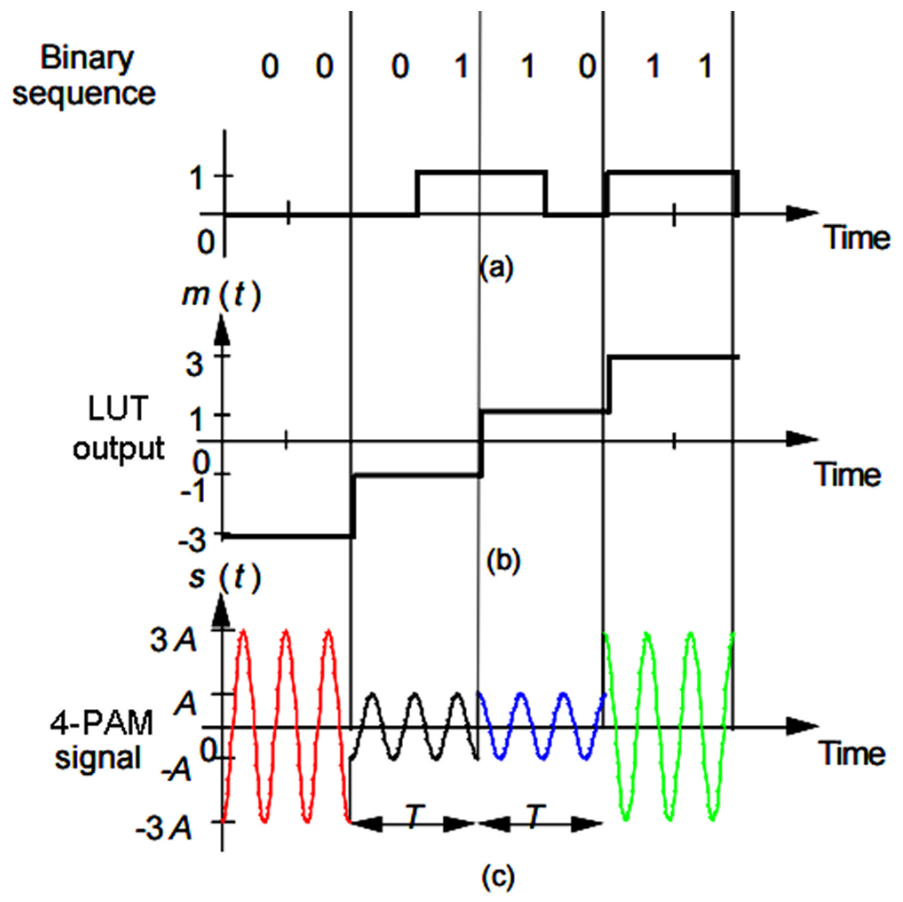 Binary
sequence
0 0 0 1 1 0 1 1
1
0
Time
(a)
m (t)
3
LUT
output
1
0
-1
Time
-3
(b)
s (t)
3 A
A
4-PAM
signal
0
Time
-A
-3 A
T T
(c)